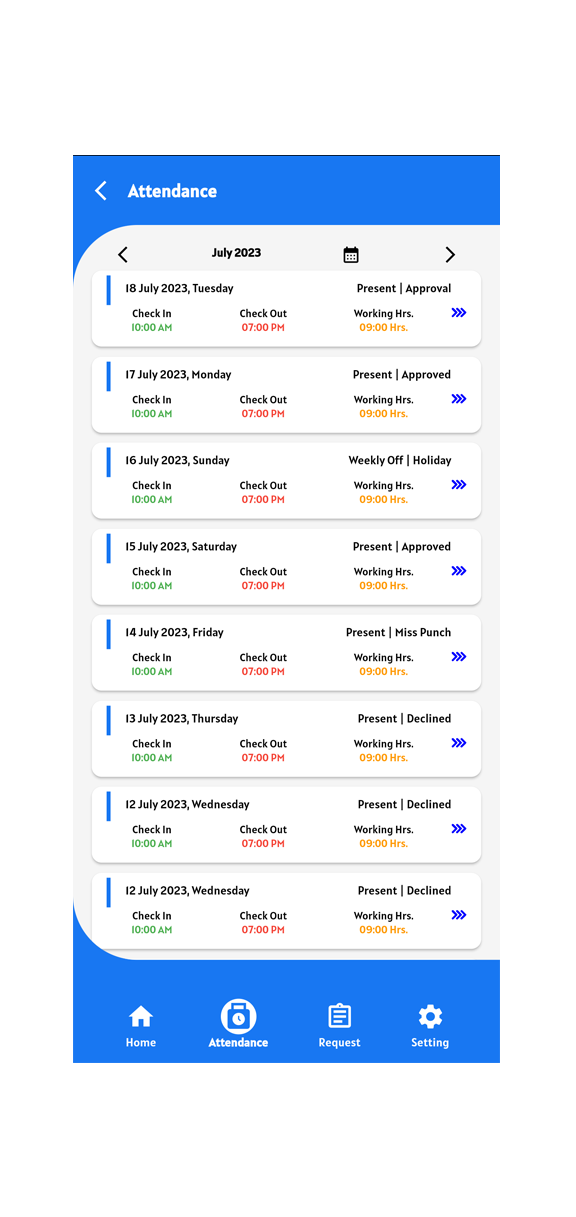 Attendance
July 2023
18 July 2023, Tuesday Present | Approval
Check In Check Out Working Hrs.
10:00 AM 07:00 PM 09:00 Hrs.
17 July 2023, Monday Present | Approved
Check In Check Out Working Hrs.
10:00 AM 07:00 PM 09:00 Hrs.
16 July 2023, Sunday Weekly Off | Holiday
Check In Check Out Working Hrs.
10:00 AM 07:00 PM 09:00 Hrs.
15 July 2023, Saturday Present | Approved
Check In Check Out Working Hrs.
10:00 AM 07:00 PM 09:00 Hrs.
14 July 2023, Friday Present | Miss Punch
Check In Check Out Working Hrs.
10:00 AM 07:00 PM 09:00 Hrs.
13 July 2023, Thursday Present | Declined
Check In Check Out Working Hrs.
10:00 AM 07:00 PM 09:00 Hrs.
12 July 2023, Wednesday Present | Declined
Check In Check Out Working Hrs.
10:00 AM 07:00 PM 09:00 Hrs.
12 July 2023, Wednesday Present | Declined
Check In Check Out Working Hrs.
10:00 AM 07:00 PM 09:00 Hrs.
Home Attendance Request Setting